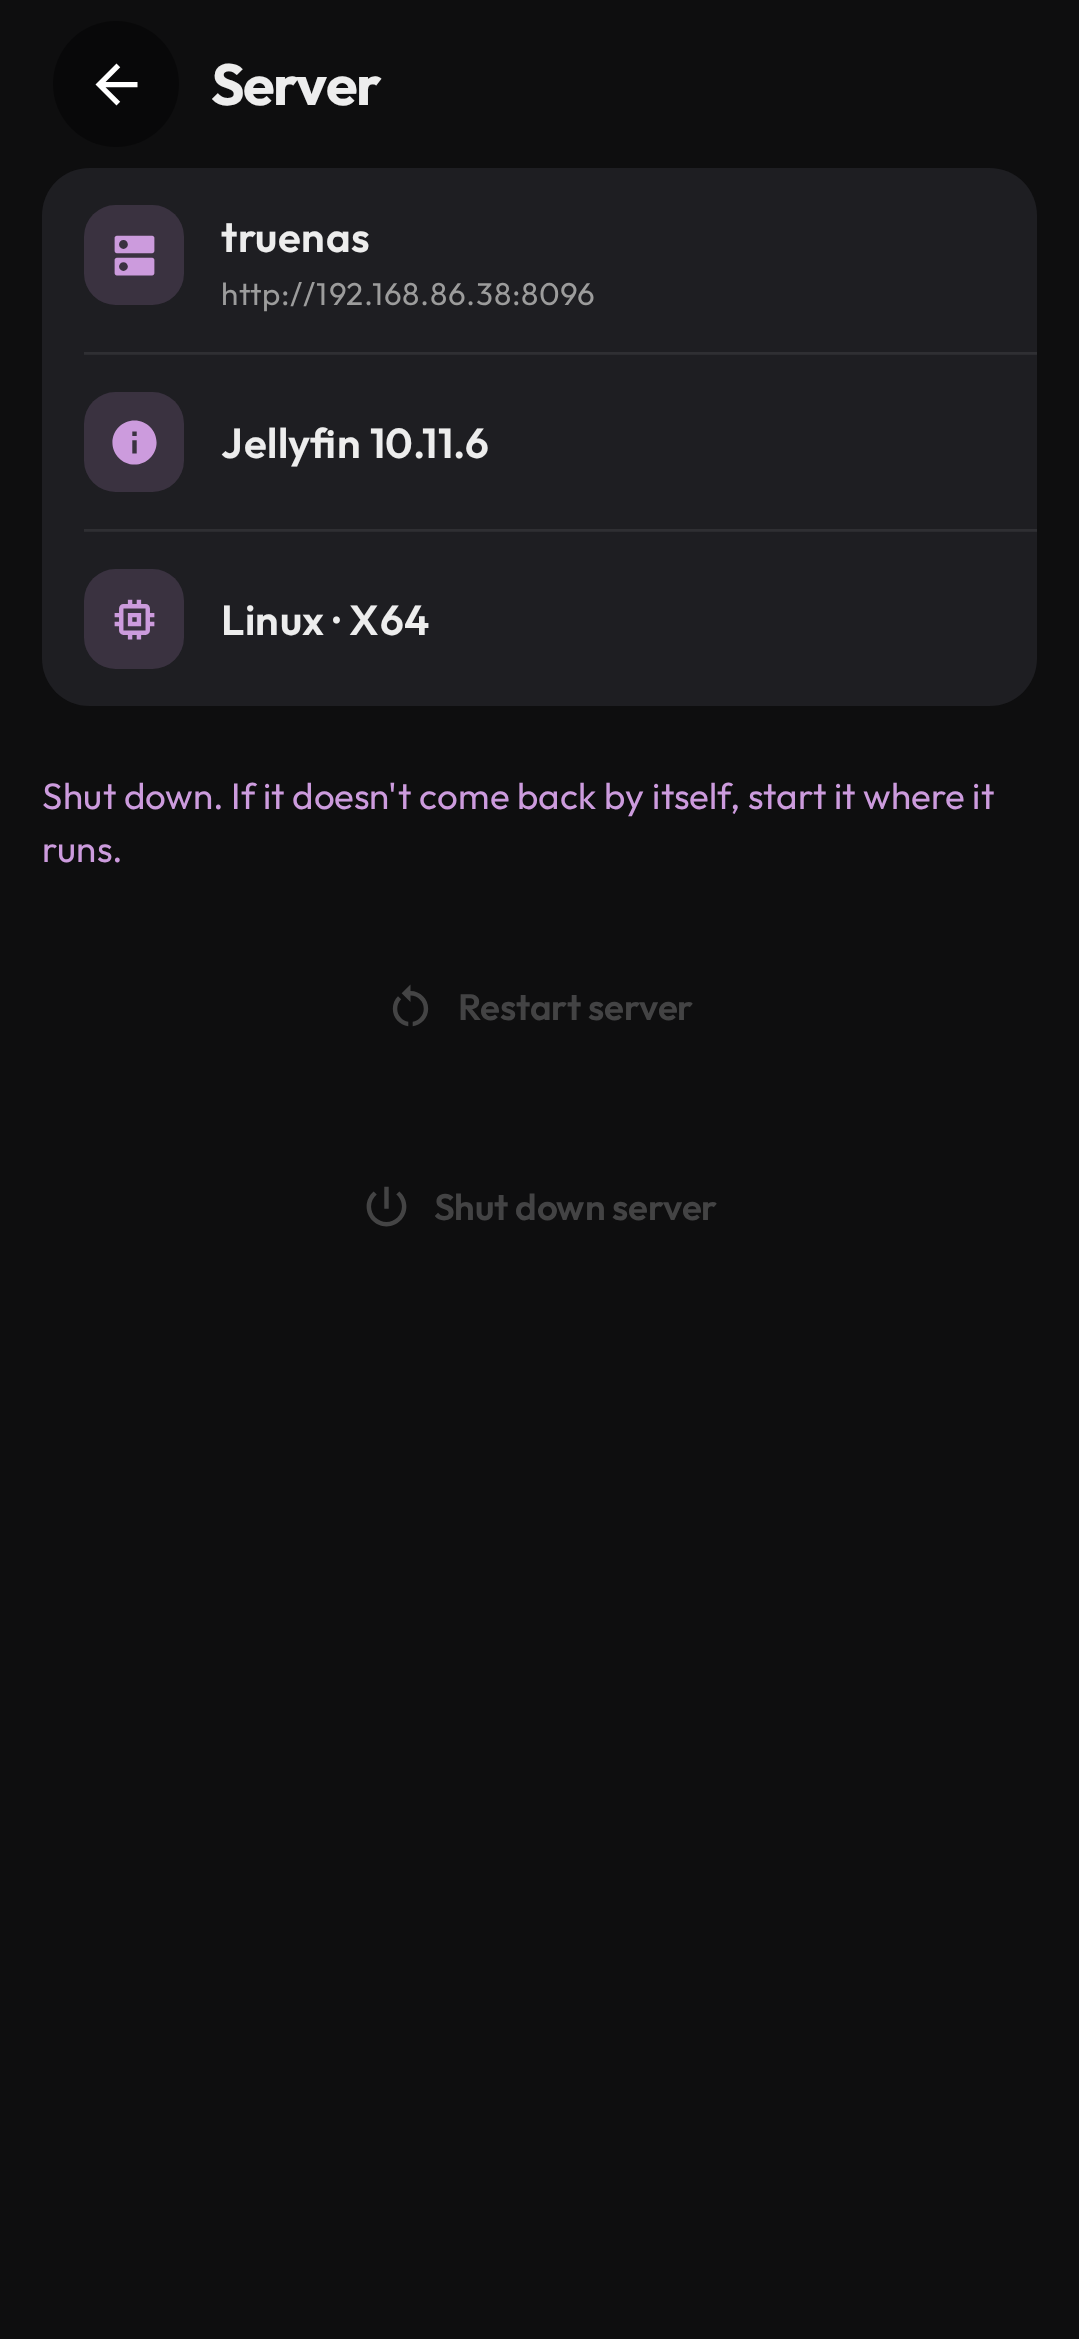 Server
truenas
http://192.168.86.38:8096
Jellyfin 10.11.6
Linux · X64
Shut down. If it doesn't come back by itself, start it where it
runs.
Restart server
Shut down server